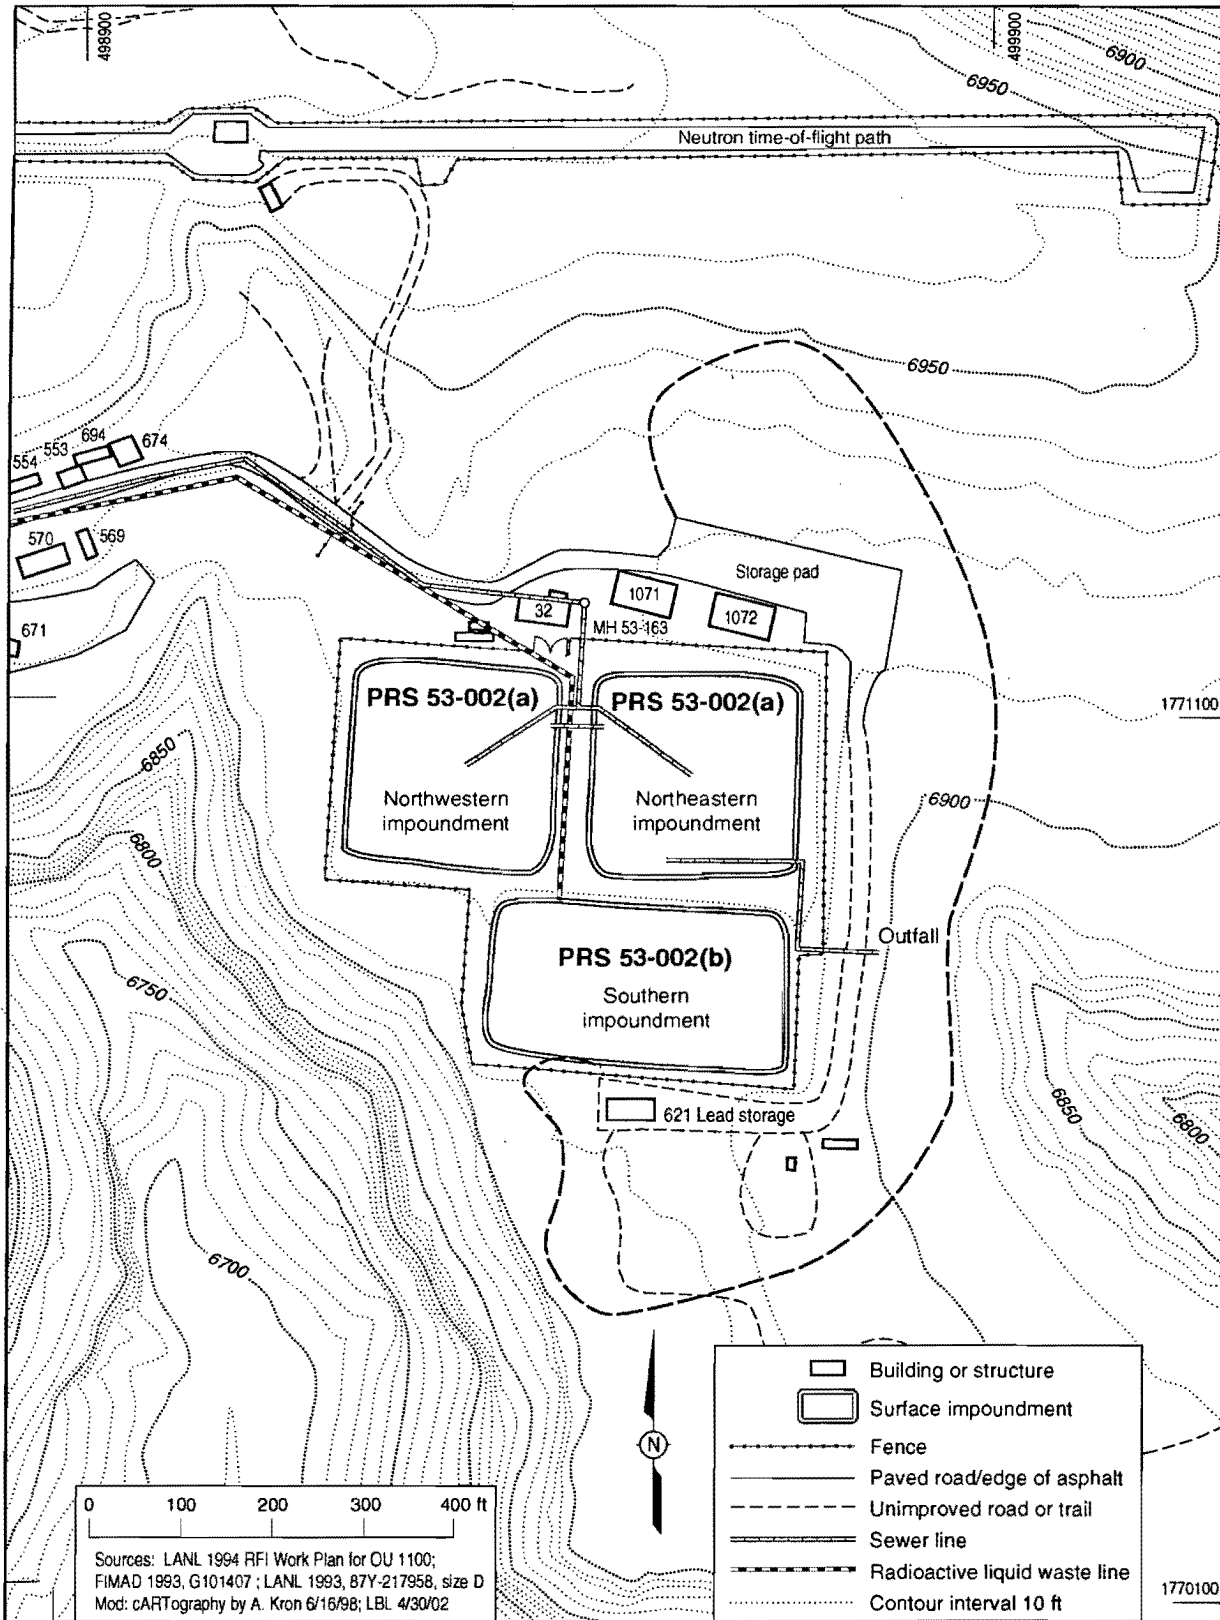 498900
499900
6900
6950
Neutron time-of-flight path
6950
694
674
553
554
570
569
671
Storage pad
1071
1072
32
MH 53-163
PRS 53-002(a)
PRS 53-002(a)
1771100
6850
Northwestern
impoundment
Northeastern
impoundment
6900
6800
Outfall
PRS 53-002(b)
Southern
impoundment
6750
6850
6800
621 Lead storage
6700
N
Building or structure
Surface impoundment
Fence
Paved road/edge of asphalt
Unimproved road or trail
Sewer line
Radioactive liquid waste line
Contour interval 10 ft
0 100 200 300 400 ft
Sources: LANL 1994 RFI Work Plan for OU 1100;
FIMAD 1993, G101407 ; LANL 1993, 87Y-217958, size D
Mod: cARTography by A. Kron 6/16/98; LBL 4/30/02
1770100